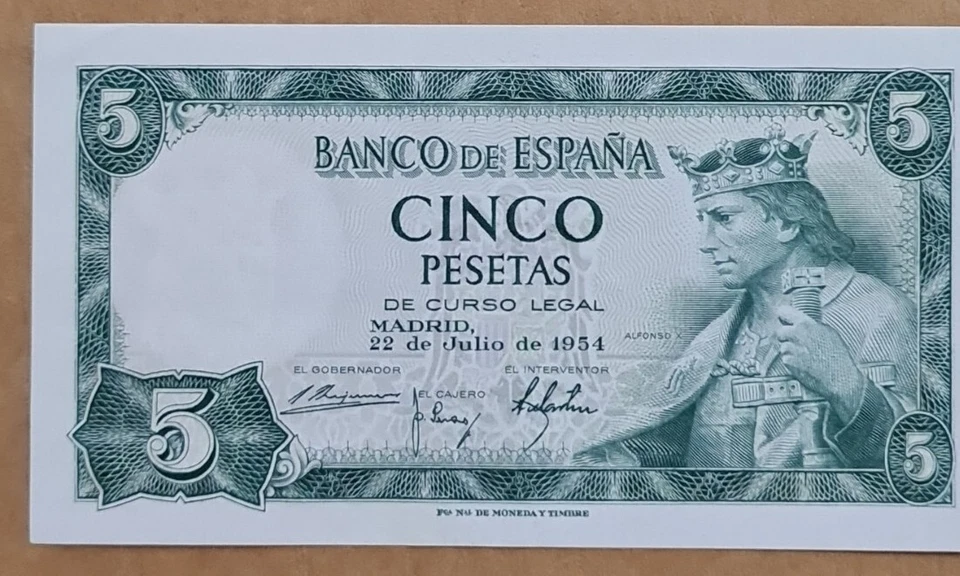 5 5
BANCO DE ESPAÑA
CINCO
PESETAS
DE CURSO LEGAL
MADRID,
22 de Julio de 1954
ALFONSO X
EL GOBERNADOR
EL CAJERO
EL INTERVENTOR
5 5
Fca Nal DE MONEDA Y TIMBRE